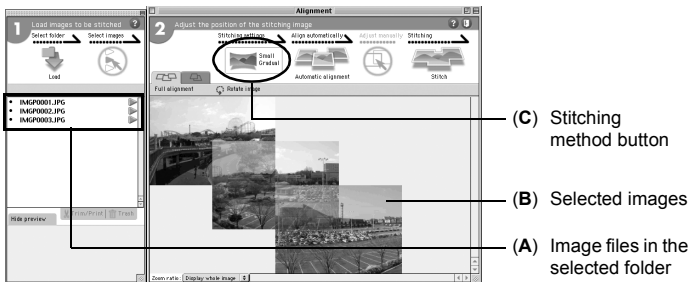 1 Load images to be stitched ?
Select folder Select images
Load
IMGP0001.JPG
IMGP0002.JPG
IMGP0003.JPG
Hide preview Trim/Print Trash
Alignment
2 Adjust the position of the stitching image ?
Stitching settings Align automatically Adjust manually Stitching
Small
Gradual
Automatic alignment Stitch
Full alignment Rotate image
Zoom ratio: Display whole image
(C) Stitching
method button
(B) Selected images
(A) Image files in the
selected folder